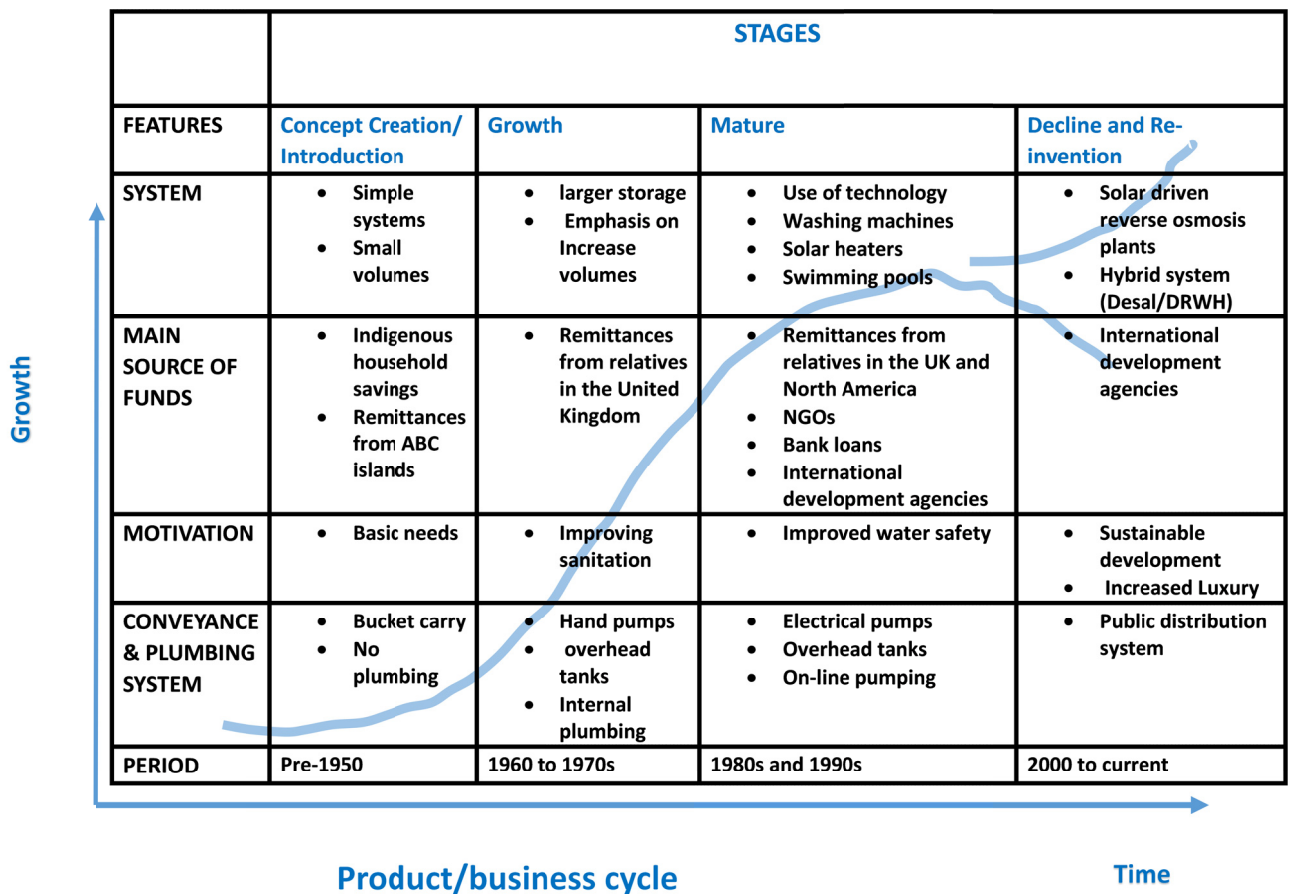 STAGES
FEATURES
Concept Creation/
Introduction
Growth
Mature
Decline and Re-
invention
SYSTEM
• Simple
systems
• Small
volumes
• larger storage
• Emphasis on
Increase
volumes
• Use of technology
• Washing machines
• Solar heaters
• Swimming pools
• Solar driven
reverse osmosis
plants
• Hybrid system
(Desal/DRWH)
MAIN
SOURCE OF
FUNDS
• Indigenous
household
savings
• Remittances
from ABC
islands
• Remittances
from relatives
in the United
Kingdom
• Remittances from
relatives in the UK and
North America
• NGOs
• Bank loans
• International
development agencies
• International
development
agencies
MOTIVATION
• Basic needs
• Improving
sanitation
• Improved water safety
• Sustainable
development
• Increased Luxury
CONVEYANCE
& PLUMBING
SYSTEM
• Bucket carry
• No
plumbing
• Hand pumps
• overhead
tanks
• Internal
plumbing
• Electrical pumps
• Overhead tanks
• On-line pumping
• Public distribution
system
PERIOD
Pre-1950
1960 to 1970s
1980s and 1990s
2000 to current
Growth
Product/business cycle
Time